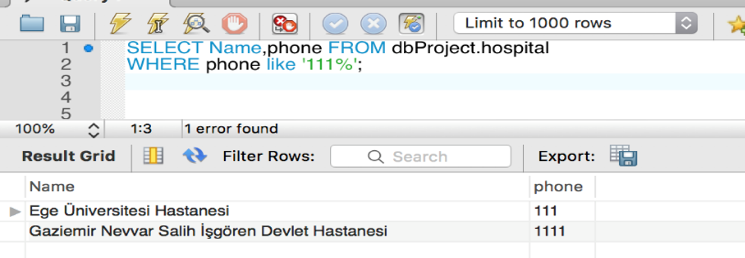 Limit to 1000 rows
1 SELECT Name,phone FROM dbProject.hospital
2 WHERE phone like '111%';
3
4
5
100% 1:3 1 error found
Result Grid Filter Rows: Search Export:
Name phone
Ege Üniversitesi Hastanesi 111
Gaziemir Nevvar Salih İşgören Devlet Hastanesi 1111